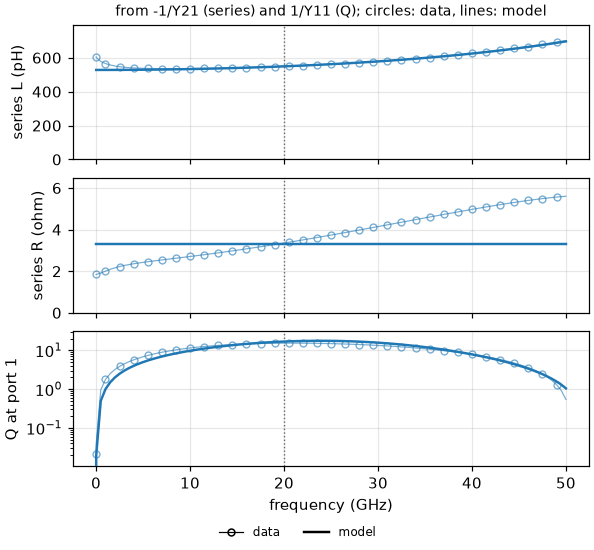 from -1/Y21 (series) and 1/Y11 (Q); circles: data, lines: model
series L (pH)
600
400
200
0
series R (ohm)
6
4
2
0
Q at port 1
10¹
10⁰
10⁻¹
0 10 20 30 40 50
frequency (GHz)
data model